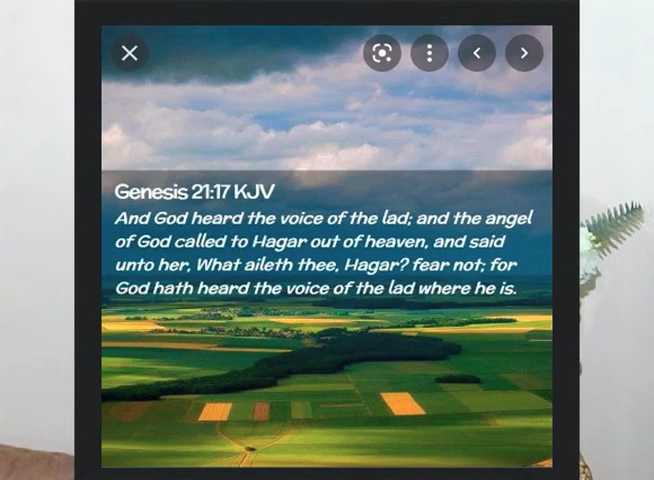 Genesis 21:17 KJV
And God heard the voice of the lad; and the angel
of God called to Hagar out of heaven, and said
unto her, What aileth thee, Hagar? fear not; for
God hath heard the voice of the lad where he is.